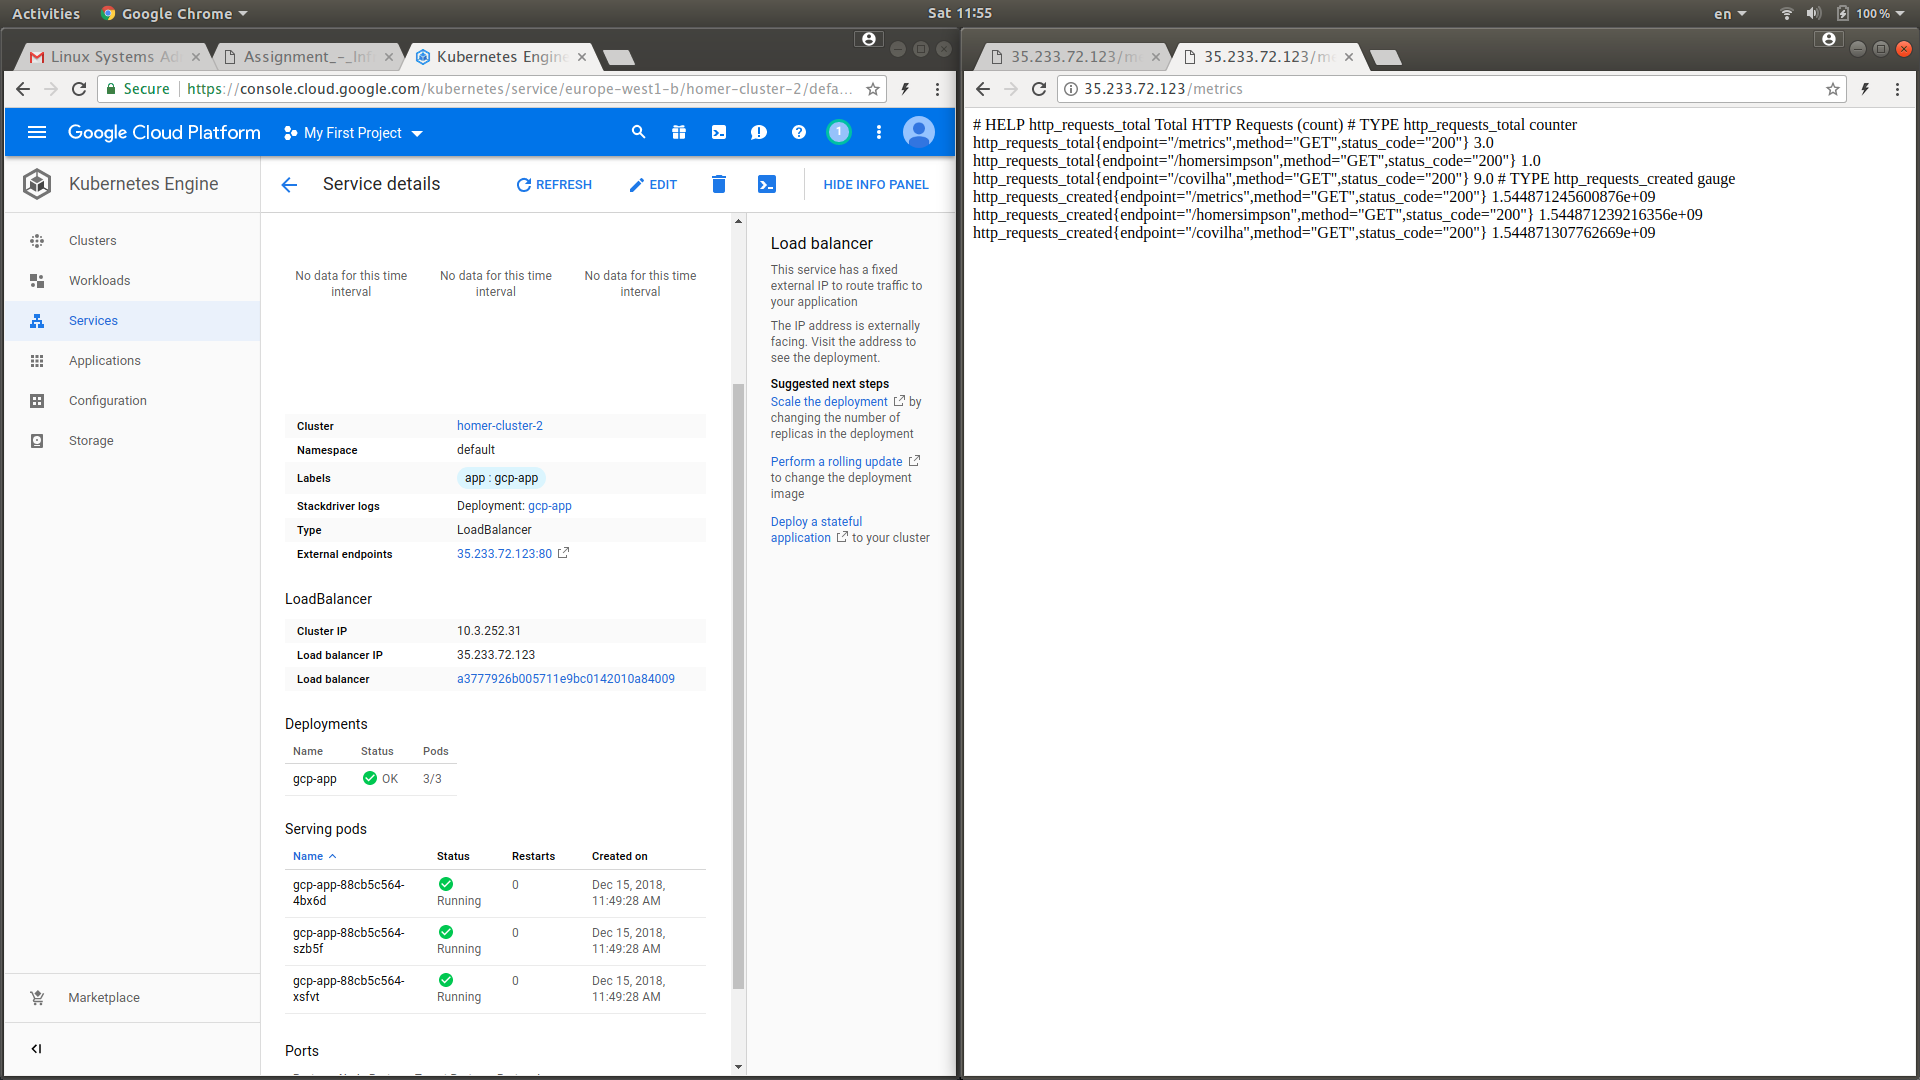 Activities
Google Chrome
Sat 11:55
en
100 %
Linux Systems Ad
Assignment_-_Inf
Kubernetes Engine
Secure
https://console.cloud.google.com/kubernetes/service/europe-west1-b/homer-cluster-2/defa...
Google Cloud Platform
My First Project
1
Kubernetes Engine
Service details
REFRESH
EDIT
HIDE INFO PANEL
Clusters
Workloads
Services
Applications
Configuration
Storage
Marketplace
No data for this time
interval
No data for this time
interval
No data for this time
interval
Cluster
homer-cluster-2
Namespace
default
Labels
app : gcp-app
Stackdriver logs
Deployment: gcp-app
Type
LoadBalancer
External endpoints
35.233.72.123:80
LoadBalancer
Cluster IP
10.3.252.31
Load balancer IP
35.233.72.123
Load balancer
a3777926b005711e9bc0142010a84009
Deployments
Name Status Pods
gcp-app OK 3/3
Serving pods
Name Status Restarts Created on
gcp-app-88cb5c564-
4bx6d
Running
0
Dec 15, 2018,
11:49:28 AM
gcp-app-88cb5c564-
szb5f
Running
0
Dec 15, 2018,
11:49:28 AM
gcp-app-88cb5c564-
xsfvt
Running
0
Dec 15, 2018,
11:49:28 AM
Ports
Load balancer
This service has a fixed
external IP to route traffic to
your application
The IP address is externally
facing. Visit the address to
see the deployment.
Suggested next steps
Scale the deployment by
changing the number of
replicas in the deployment
Perform a rolling update
to change the deployment
image
Deploy a stateful
application to your cluster
35.233.72.123/m
35.233.72.123/m
35.233.72.123/metrics
# HELP http_requests_total Total HTTP Requests (count) # TYPE http_requests_total counter
http_requests_total{endpoint="/metrics",method="GET",status_code="200"} 3.0
http_requests_total{endpoint="/homersimpson",method="GET",status_code="200"} 1.0
http_requests_total{endpoint="/covilha",method="GET",status_code="200"} 9.0 # TYPE http_requests_created gauge
http_requests_created{endpoint="/metrics",method="GET",status_code="200"} 1.544871245600876e+09
http_requests_created{endpoint="/homersimpson",method="GET",status_code="200"} 1.544871239216356e+09
http_requests_created{endpoint="/covilha",method="GET",status_code="200"} 1.544871307762669e+09